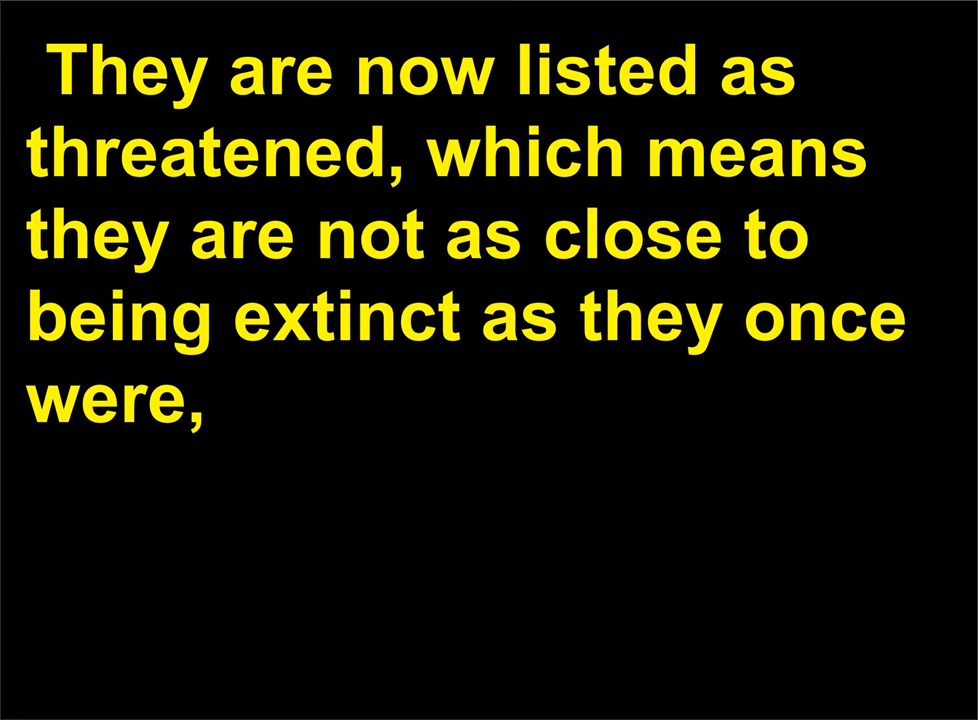 They are now listed as
threatened, which means
they are not as close to
being extinct as they once
were,